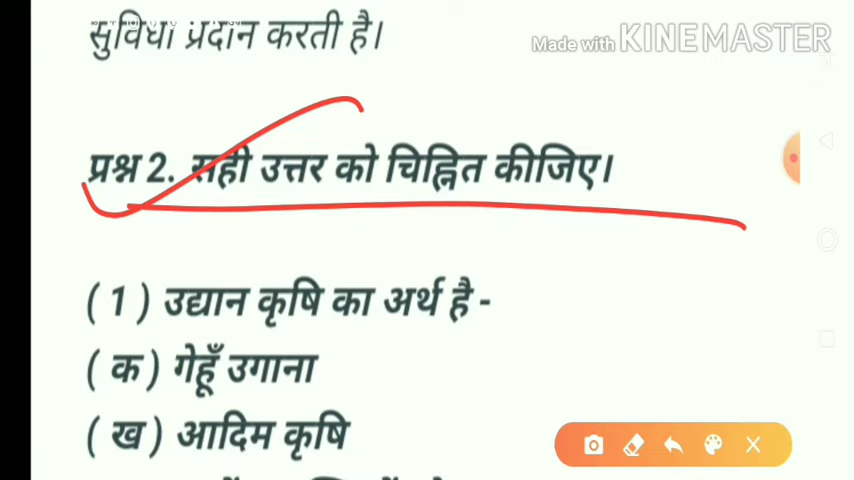 सुविधा प्रदान करती है।
Made with KINEMASTER
प्रश्न 2. सही उत्तर को चिह्नित कीजिए।
( 1 ) उद्यान कृषि का अर्थ है -
( क ) गेहूँ उगाना
( ख ) आदिम कृषि